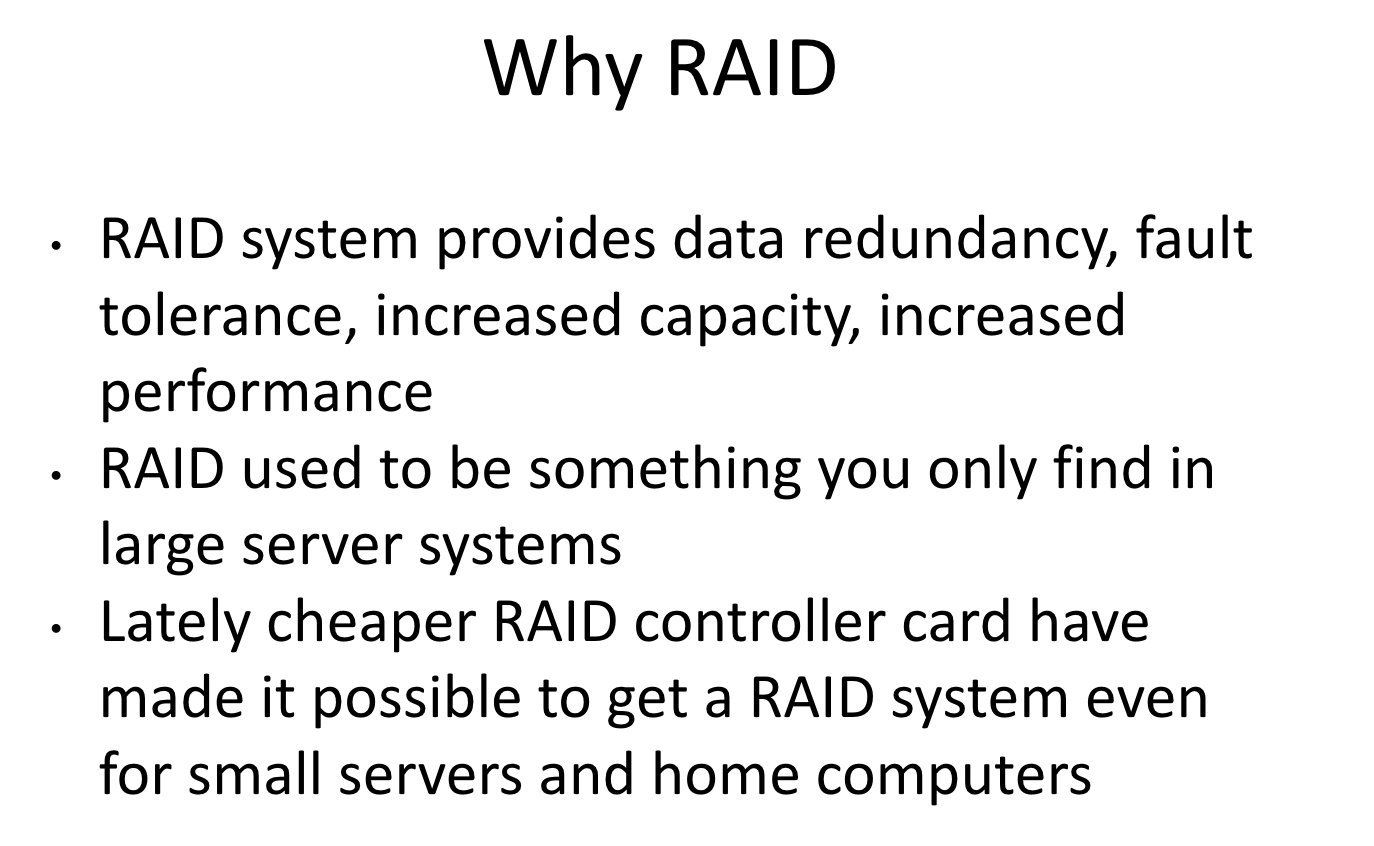 Why RAID
• RAID system provides data redundancy, fault
tolerance, increased capacity, increased
performance
• RAID used to be something you only find in
large server systems
• Lately cheaper RAID controller card have
made it possible to get a RAID system even
for small servers and home computers